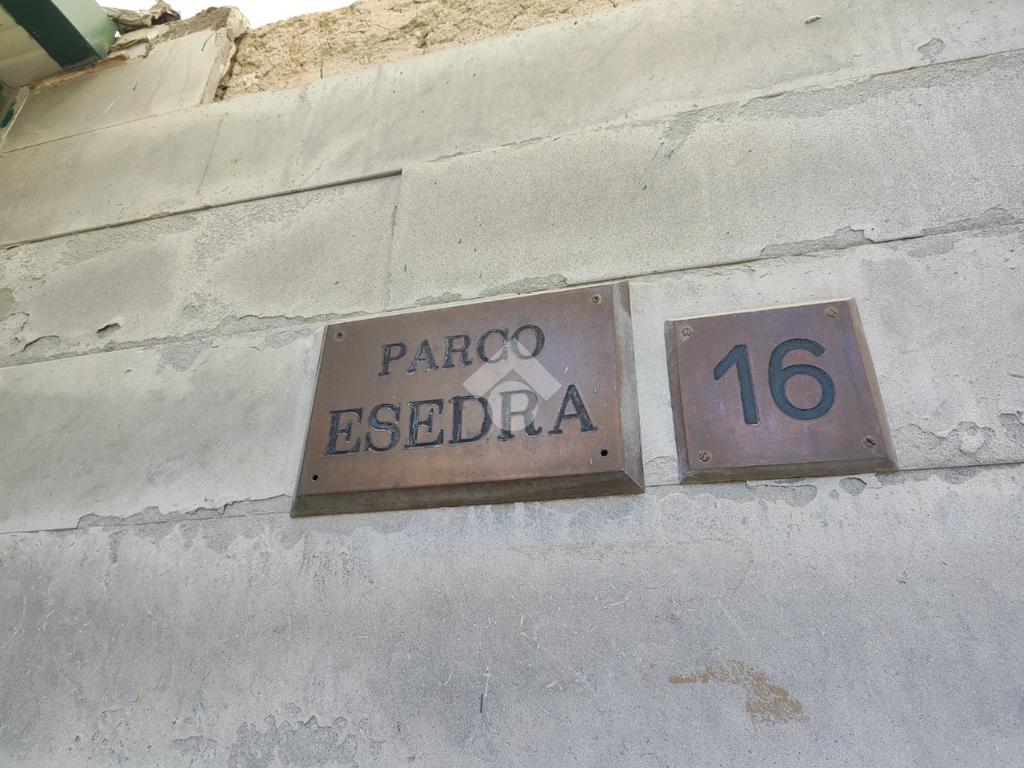 PARCO
ESEDRA
16